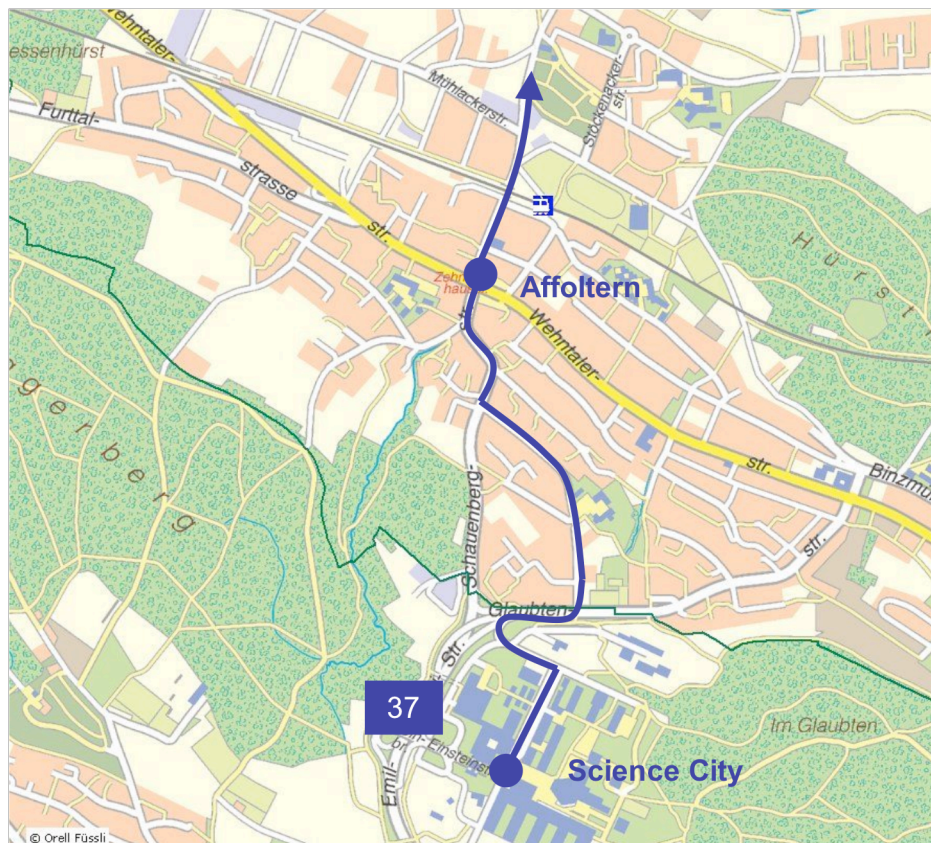 Wehntaler-
essenhürst
Mühlackerstr.
Stöckenacker-
str.
Furttal-
strasse
str.
Hürst
Affoltern
str.
Wehntaler-
gerberg
str.
Binzmü
Schauenberg-
str.
Glaubten-
Str.
37
Im Glaubten
Einsteinstr
Emil-
Science City
© Orell Füssli